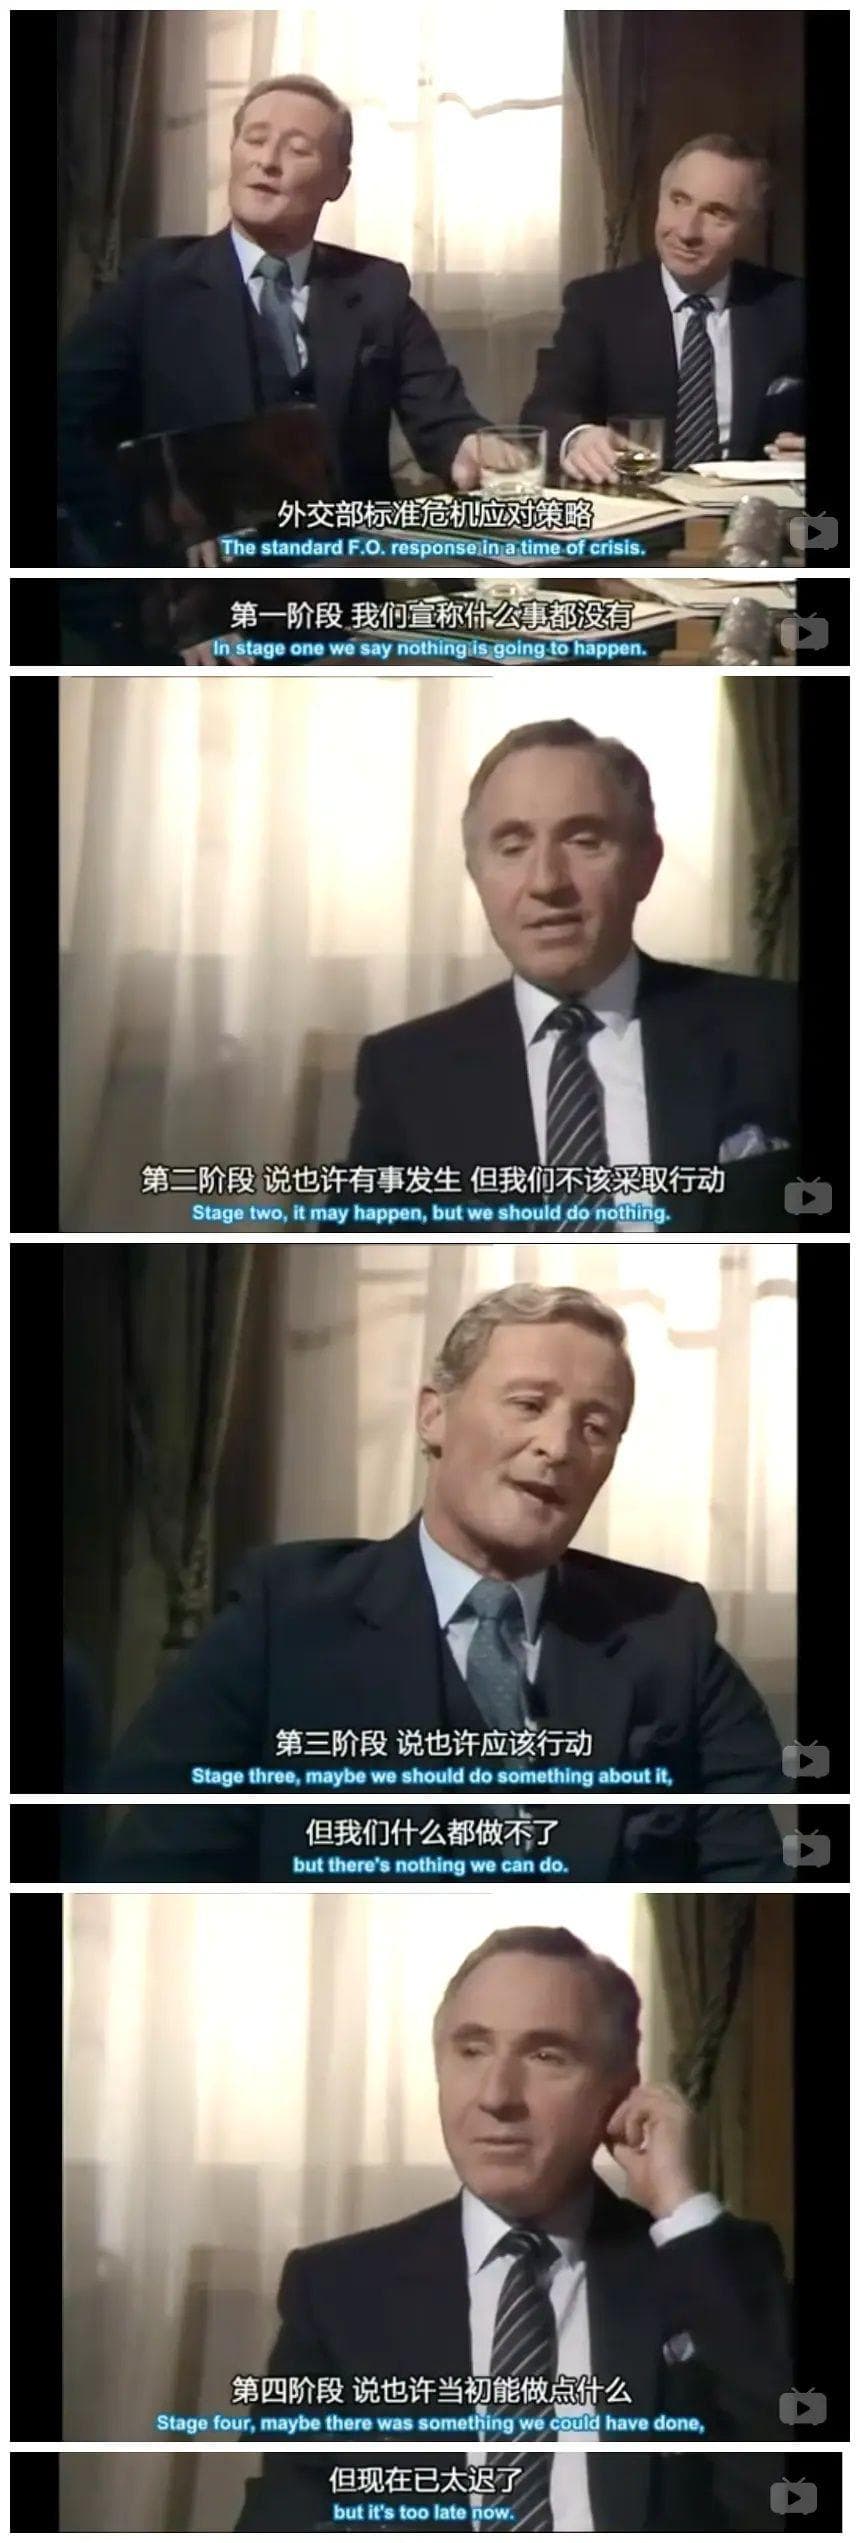 外交部标准危机应对策略
The standard F.O. response in a time of crisis.
第一阶段 我们宣称什么事都没有
In stage one we say nothing is going to happen.
第二阶段 说也许有事发生 但我们不该采取行动
Stage two, it may happen, but we should do nothing.
第三阶段 说也许应该行动
Stage three, maybe we should do something about it,
但我们什么都做不了
but there's nothing we can do.
第四阶段 说也许当初能做点什么
Stage four, maybe there was something we could have done,
但现在已太迟了
but it's too late now.